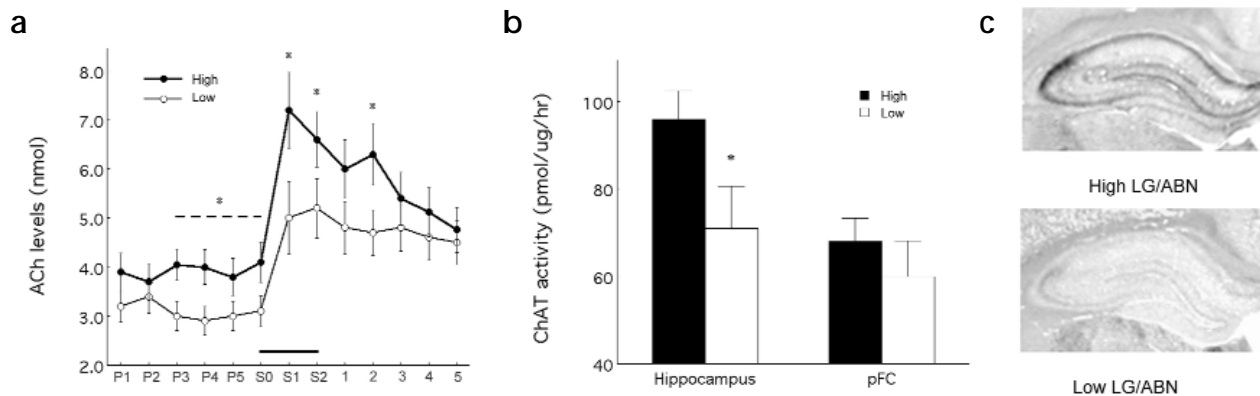 a
ACh levels (nmol)
8.0
7.0
6.0
5.0
4.0
3.0
2.0
High
Low
*
*
*
*
P1 P2 P3 P4 P5 S0 S1 S2 1 2 3 4 5
b
ChAT activity (pmol/ug/hr)
100
80
60
40
High
Low
*
Hippocampus pFC
c
High LG/ABN
Low LG/ABN